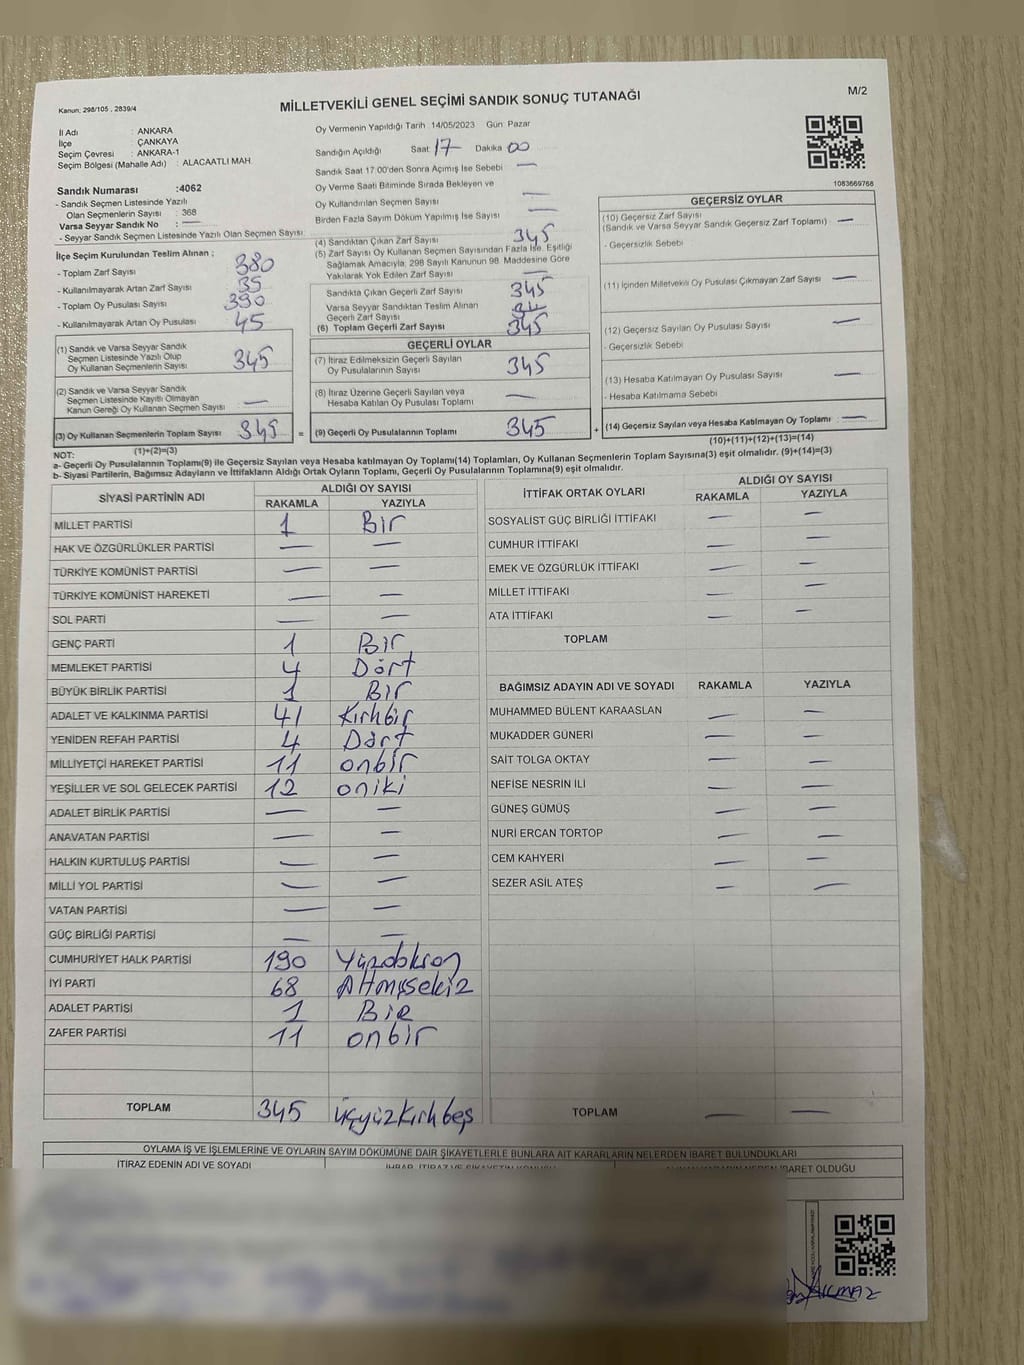 Kanun; 298/105 , 2839/4
MİLLETVEKİLİ GENEL SEÇİMİ SANDIK SONUÇ TUTANAĞI
M/2
İl Adı : ANKARA
İlçe : ÇANKAYA
Seçim Çevresi : ANKARA-1
Seçim Bölgesi (Mahalle Adı) : ALACAATLI MAH.
Sandık Numarası :4062
- Sandık Seçmen Listesinde Yazılı
Olan Seçmenlerin Sayısı : 368
Varsa Seyyar Sandık No : —
- Seyyar Sandık Seçmen Listesinde Yazılı Olan Seçmen Sayısı:
Oy Vermenin Yapıldığı Tarih 14/05/2023 Gün Pazar
Sandığın Açıldığı Saat 17 Dakika 00
Sandık Saat 17:00'den Sonra Açımış İse Sebebi —
Oy Verme Saati Bitiminde Sırada Bekleyen ve
Oy Kullandırılan Seçmen Sayısı —
Birden Fazla Sayım Döküm Yapılmış İse Sayısı —
1083669768
İlçe Seçim Kurulundan Teslim Alınan ;
- Toplam Zarf Sayısı 380
- Kullanılmayarak Artan Zarf Sayısı 35
- Toplam Oy Pusulası Sayısı 390
- Kullanılmayarak Artan Oy Pusulası 45
(4) Sandıktan Çıkan Zarf Sayısı 345
(5) Zarf Sayısı Oy Kullanan Seçmen Sayısından Fazla İse, Eşitliği
Sağlamak Amacıyla, 298 Sayılı Kanunun 98. Maddesine Göre
Yakılarak Yok Edilen Zarf Sayısı —
Sandıkta Çıkan Geçerli Zarf Sayısı 345
Varsa Seyyar Sandıktan Teslim Alınan
Geçerli Zarf Sayısı
(6) Toplam Geçerli Zarf Sayısı 345
GEÇERSİZ OYLAR
(10) Geçersiz Zarf Sayısı
(Sandık ve Varsa Seyyar Sandık Geçersiz Zarf Toplamı) —
- Geçersizlik Sebebi
(11) İçinden Milletvekili Oy Pusulası Çıkmayan Zarf Sayısı —
(12) Geçersiz Sayılan Oy Pusulası Sayısı —
- Geçersizlik Sebebi
(13) Hesaba Katılmayan Oy Pusulası Sayısı —
- Hesaba Katılmama Sebebi
(14) Geçersiz Sayılan veya Hesaba Katılmayan Oy Toplamı —
(10)+(11)+(12)+(13)=(14)
(1) Sandık ve Varsa Seyyar Sandık
Seçmen Listesinde Yazılı Olup
Oy Kullanan Seçmenlerin Sayısı 345
(2) Sandık ve Varsa Seyyar Sandık
Seçmen Listesinde Kayıtlı Olmayan
Kanun Gereği Oy Kullanan Seçmen Sayısı —
(3) Oy Kullanan Seçmenlerin Toplam Sayısı 345 =
(1)+(2)=(3)
GEÇERLİ OYLAR
(7) İtiraz Edilmeksizin Geçerli Sayılan
Oy Pusulalarının Sayısı 345
(8) İtiraz Üzerine Geçerli Sayılan veya
Hesaba Katılan Oy Pusulası Toplamı —
(9) Geçerli Oy Pusulalarının Toplamı 345 +
NOT:
a- Geçerli Oy Pusulalarının Toplamı(9) ile Geçersiz Sayılan veya Hesaba Katılmayan Oy Toplamı(14) Toplamları, Oy Kullanan Seçmenlerin Toplam Sayısına(3) eşit olmalıdır. (9)+(14)=(3)
b- Siyasi Partilerin, Bağımsız Adayların ve İttifakların Aldığı Ortak Oyların Toplamı, Geçerli Oy Pusulalarının Toplamına(9) eşit olmalıdır.
SİYASİ PARTİNİN ADI ALDIĞI OY SAYISI
RAKAMLA YAZIYLA
MİLLET PARTİSİ 1 Bir
HAK VE ÖZGÜRLÜKLER PARTİSİ — —
TÜRKİYE KOMÜNİST PARTİSİ — —
TÜRKİYE KOMÜNİST HAREKETİ — —
SOL PARTİ — —
GENÇ PARTİ 1 Bir
MEMLEKET PARTİSİ 4 Dört
BÜYÜK BİRLİK PARTİSİ 1 Bir
ADALET VE KALKINMA PARTİSİ 41 Kırkbir
YENİDEN REFAH PARTİSİ 4 Dört
MİLLİYETÇİ HAREKET PARTİSİ 11 onbir
YEŞİLLER VE SOL GELECEK PARTİSİ 12 oniki
ADALET BİRLİK PARTİSİ — —
ANAVATAN PARTİSİ — —
HALKIN KURTULUŞ PARTİSİ — —
MİLLİ YOL PARTİSİ — —
VATAN PARTİSİ — —
GÜÇ BİRLİĞİ PARTİSİ — —
CUMHURİYET HALK PARTİSİ 190 Yüzdokson
İYİ PARTİ 68 Altmışsekiz
ADALET PARTİSİ 1 Bir
ZAFER PARTİSİ 11 onbir
TOPLAM 345 üçyüzkırkbeş
İTTİFAK ORTAK OYLARI ALDIĞI OY SAYISI
RAKAMLA YAZIYLA
SOSYALİST GÜÇ BİRLİĞİ İTTİFAKI — —
CUMHUR İTTİFAKI — —
EMEK VE ÖZGÜRLÜK İTTİFAKI — —
MİLLET İTTİFAKI — —
ATA İTTİFAKI — —
TOPLAM
BAĞIMSIZ ADAYIN ADI VE SOYADI RAKAMLA YAZIYLA
MUHAMMED BÜLENT KARAASLAN — —
MUKADDER GÜNERİ — —
SAİT TOLGA OKTAY — —
NEFİSE NESRİN İLİ — —
GÜNEŞ GÜMÜŞ — —
NURİ ERCAN TORTOP — —
CEM KAHYERİ — —
SEZER ASİL ATEŞ — —
TOPLAM — —
OYLAMA İŞ VE İŞLEMLERİNE VE OYLARIN SAYIM DÖKÜMÜNE DAİR ŞİKAYETLERLE BUNLARA AİT KARARLARIN NELERDEN İBARET BULUNDUKLARI
İTİRAZ EDENİN ADI VE SOYADI
İBARET OLDUĞU